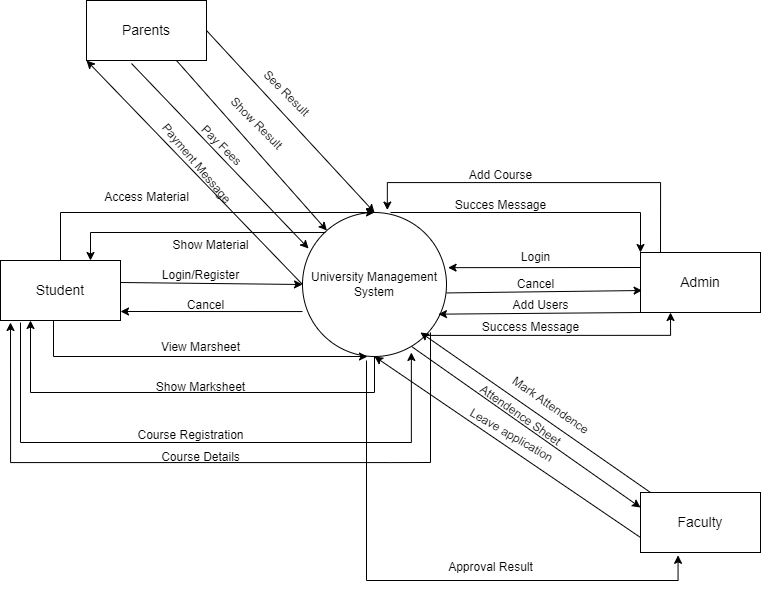 Parents
See Result
Show Result
Pay Fees
Payment Message
Add Course
Access Material
Succes Message
Show Material
Login
Login/Register
University Management
System
Cancel
Admin
Student
Cancel
Add Users
Success Message
View Marsheet
Show Marksheet
Mark Attendence
Attendence Sheet
Leave application
Course Registration
Course Details
Faculty
Approval Result